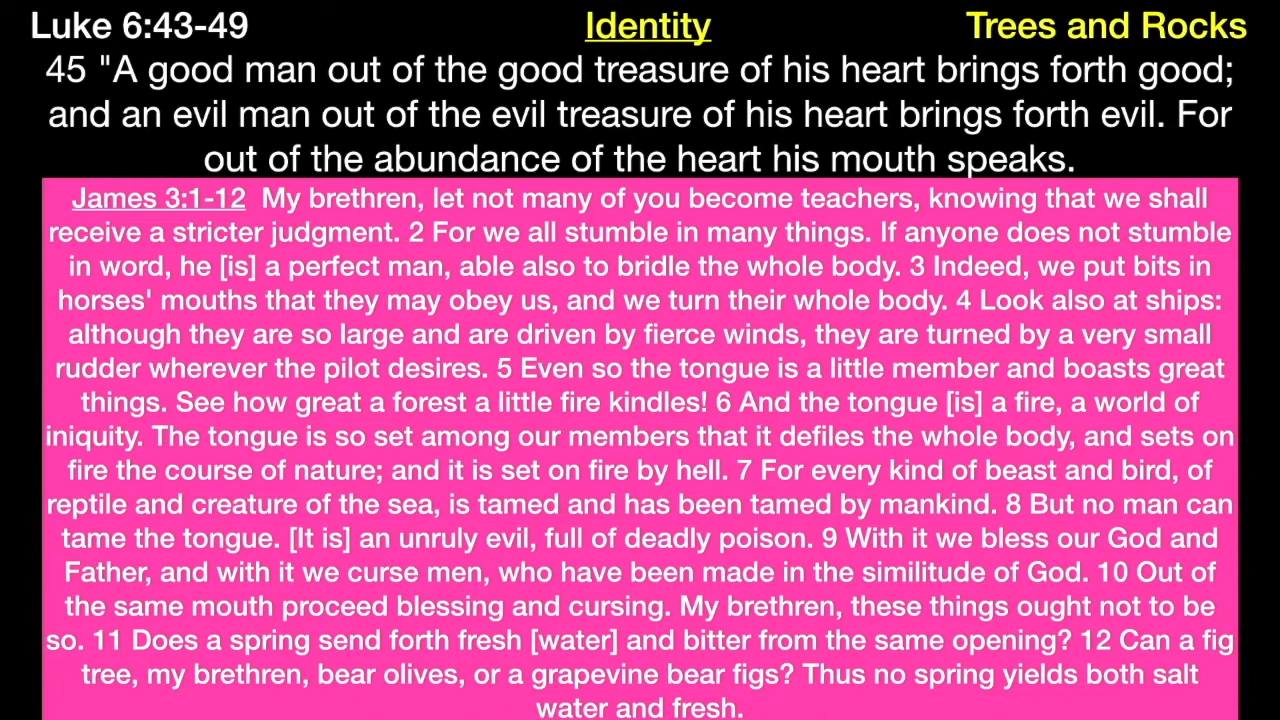 Luke 6:43-49 Identity Trees and Rocks
45 "A good man out of the good treasure of his heart brings forth good;
and an evil man out of the evil treasure of his heart brings forth evil. For
out of the abundance of the heart his mouth speaks.
James 3:1-12 My brethren, let not many of you become teachers, knowing that we shall
receive a stricter judgment. 2 For we all stumble in many things. If anyone does not stumble
in word, he [is] a perfect man, able also to bridle the whole body. 3 Indeed, we put bits in
horses' mouths that they may obey us, and we turn their whole body. 4 Look also at ships:
although they are so large and are driven by fierce winds, they are turned by a very small
rudder wherever the pilot desires. 5 Even so the tongue is a little member and boasts great
things. See how great a forest a little fire kindles! 6 And the tongue [is] a fire, a world of
iniquity. The tongue is so set among our members that it defiles the whole body, and sets on
fire the course of nature; and it is set on fire by hell. 7 For every kind of beast and bird, of
reptile and creature of the sea, is tamed and has been tamed by mankind. 8 But no man can
tame the tongue. [It is] an unruly evil, full of deadly poison. 9 With it we bless our God and
Father, and with it we curse men, who have been made in the similitude of God. 10 Out of
the same mouth proceed blessing and cursing. My brethren, these things ought not to be
so. 11 Does a spring send forth fresh [water] and bitter from the same opening? 12 Can a fig
tree, my brethren, bear olives, or a grapevine bear figs? Thus no spring yields both salt
water and fresh.